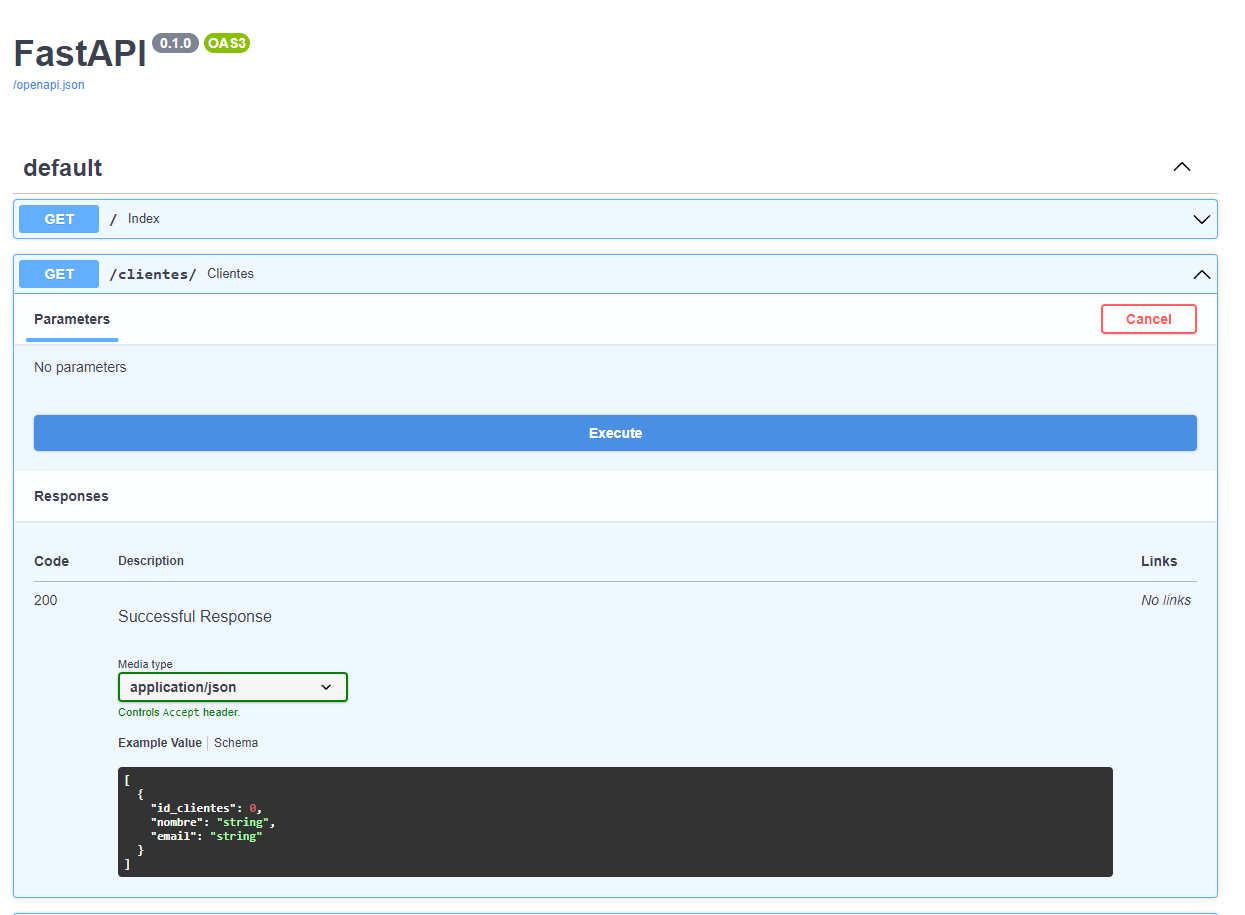 FastAPI 0.1.0 OAS3
/openapi.json
default
GET / Index
GET /clientes/ Clientes
Parameters Cancel
No parameters
Execute
Responses
Code Description Links
200 Successful Response No links
Media type
application/json
Controls Accept header.
Example Value Schema
[
  {
    "id_clientes": 0,
    "nombre": "string",
    "email": "string"
  }
]